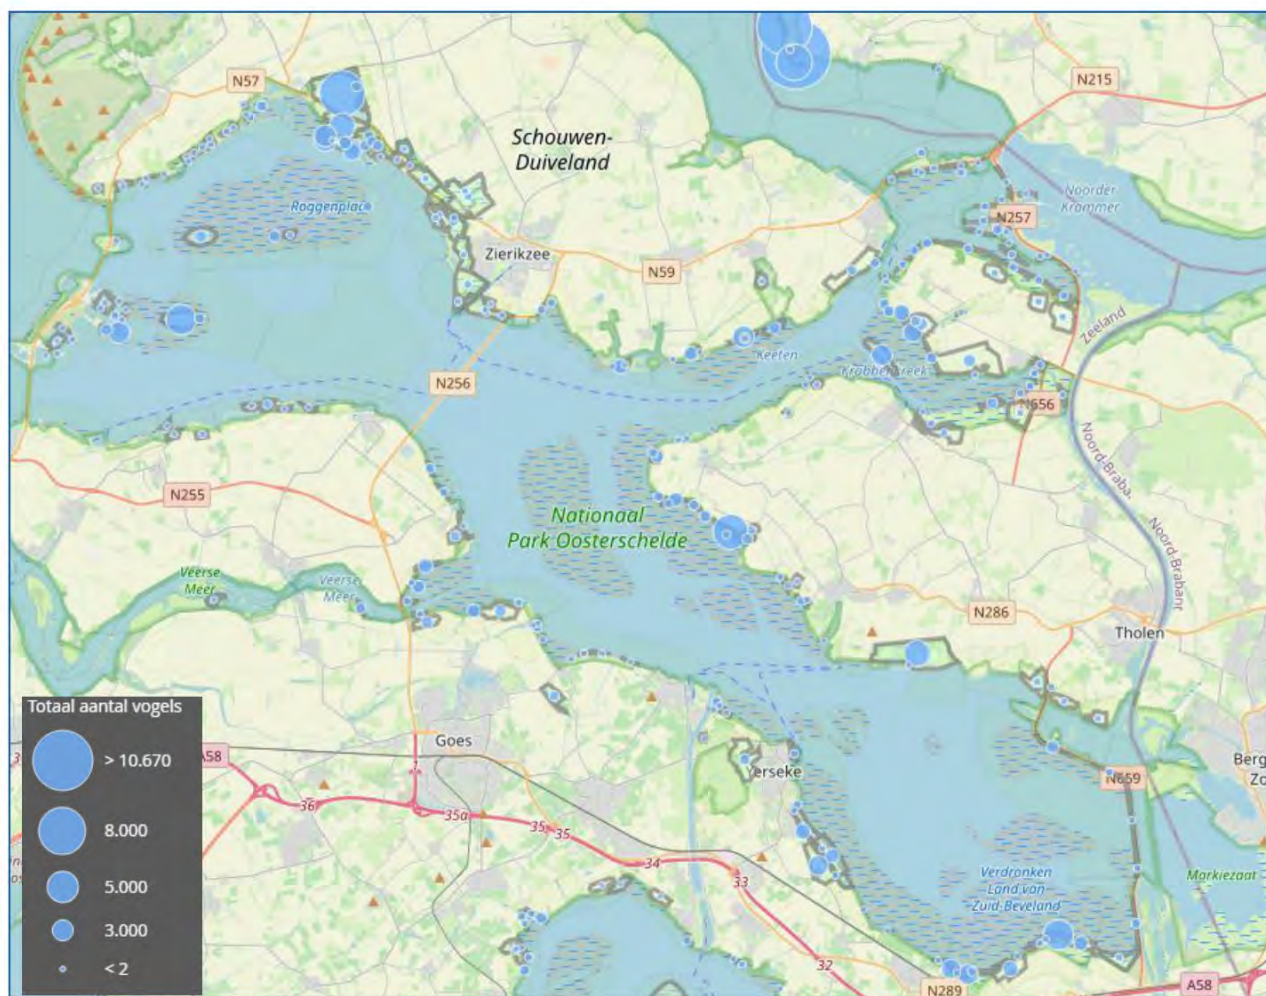 N57
N215
Schouwen-
Duiveland
Noorder
Krammer
Roggenplaat
N257
Zierikzee
N59
Zeeland
Keeten
Krabbenkreek
N256
N656
Noord-Braba.
N255
Nationaal
Park Oosterschelde
Noord-Brabant
Veerse
Meer
Veerse
Meer
N286
Tholen
Totaal aantal vogels
> 10.670
8.000
5.000
3.000
< 2
A58
Goes
erseke
N659
Berg
Zo
36
35a
35
35
34
33
32
Verdronken
Land van
Zuid-Beveland
Markiezaat
N289
A58